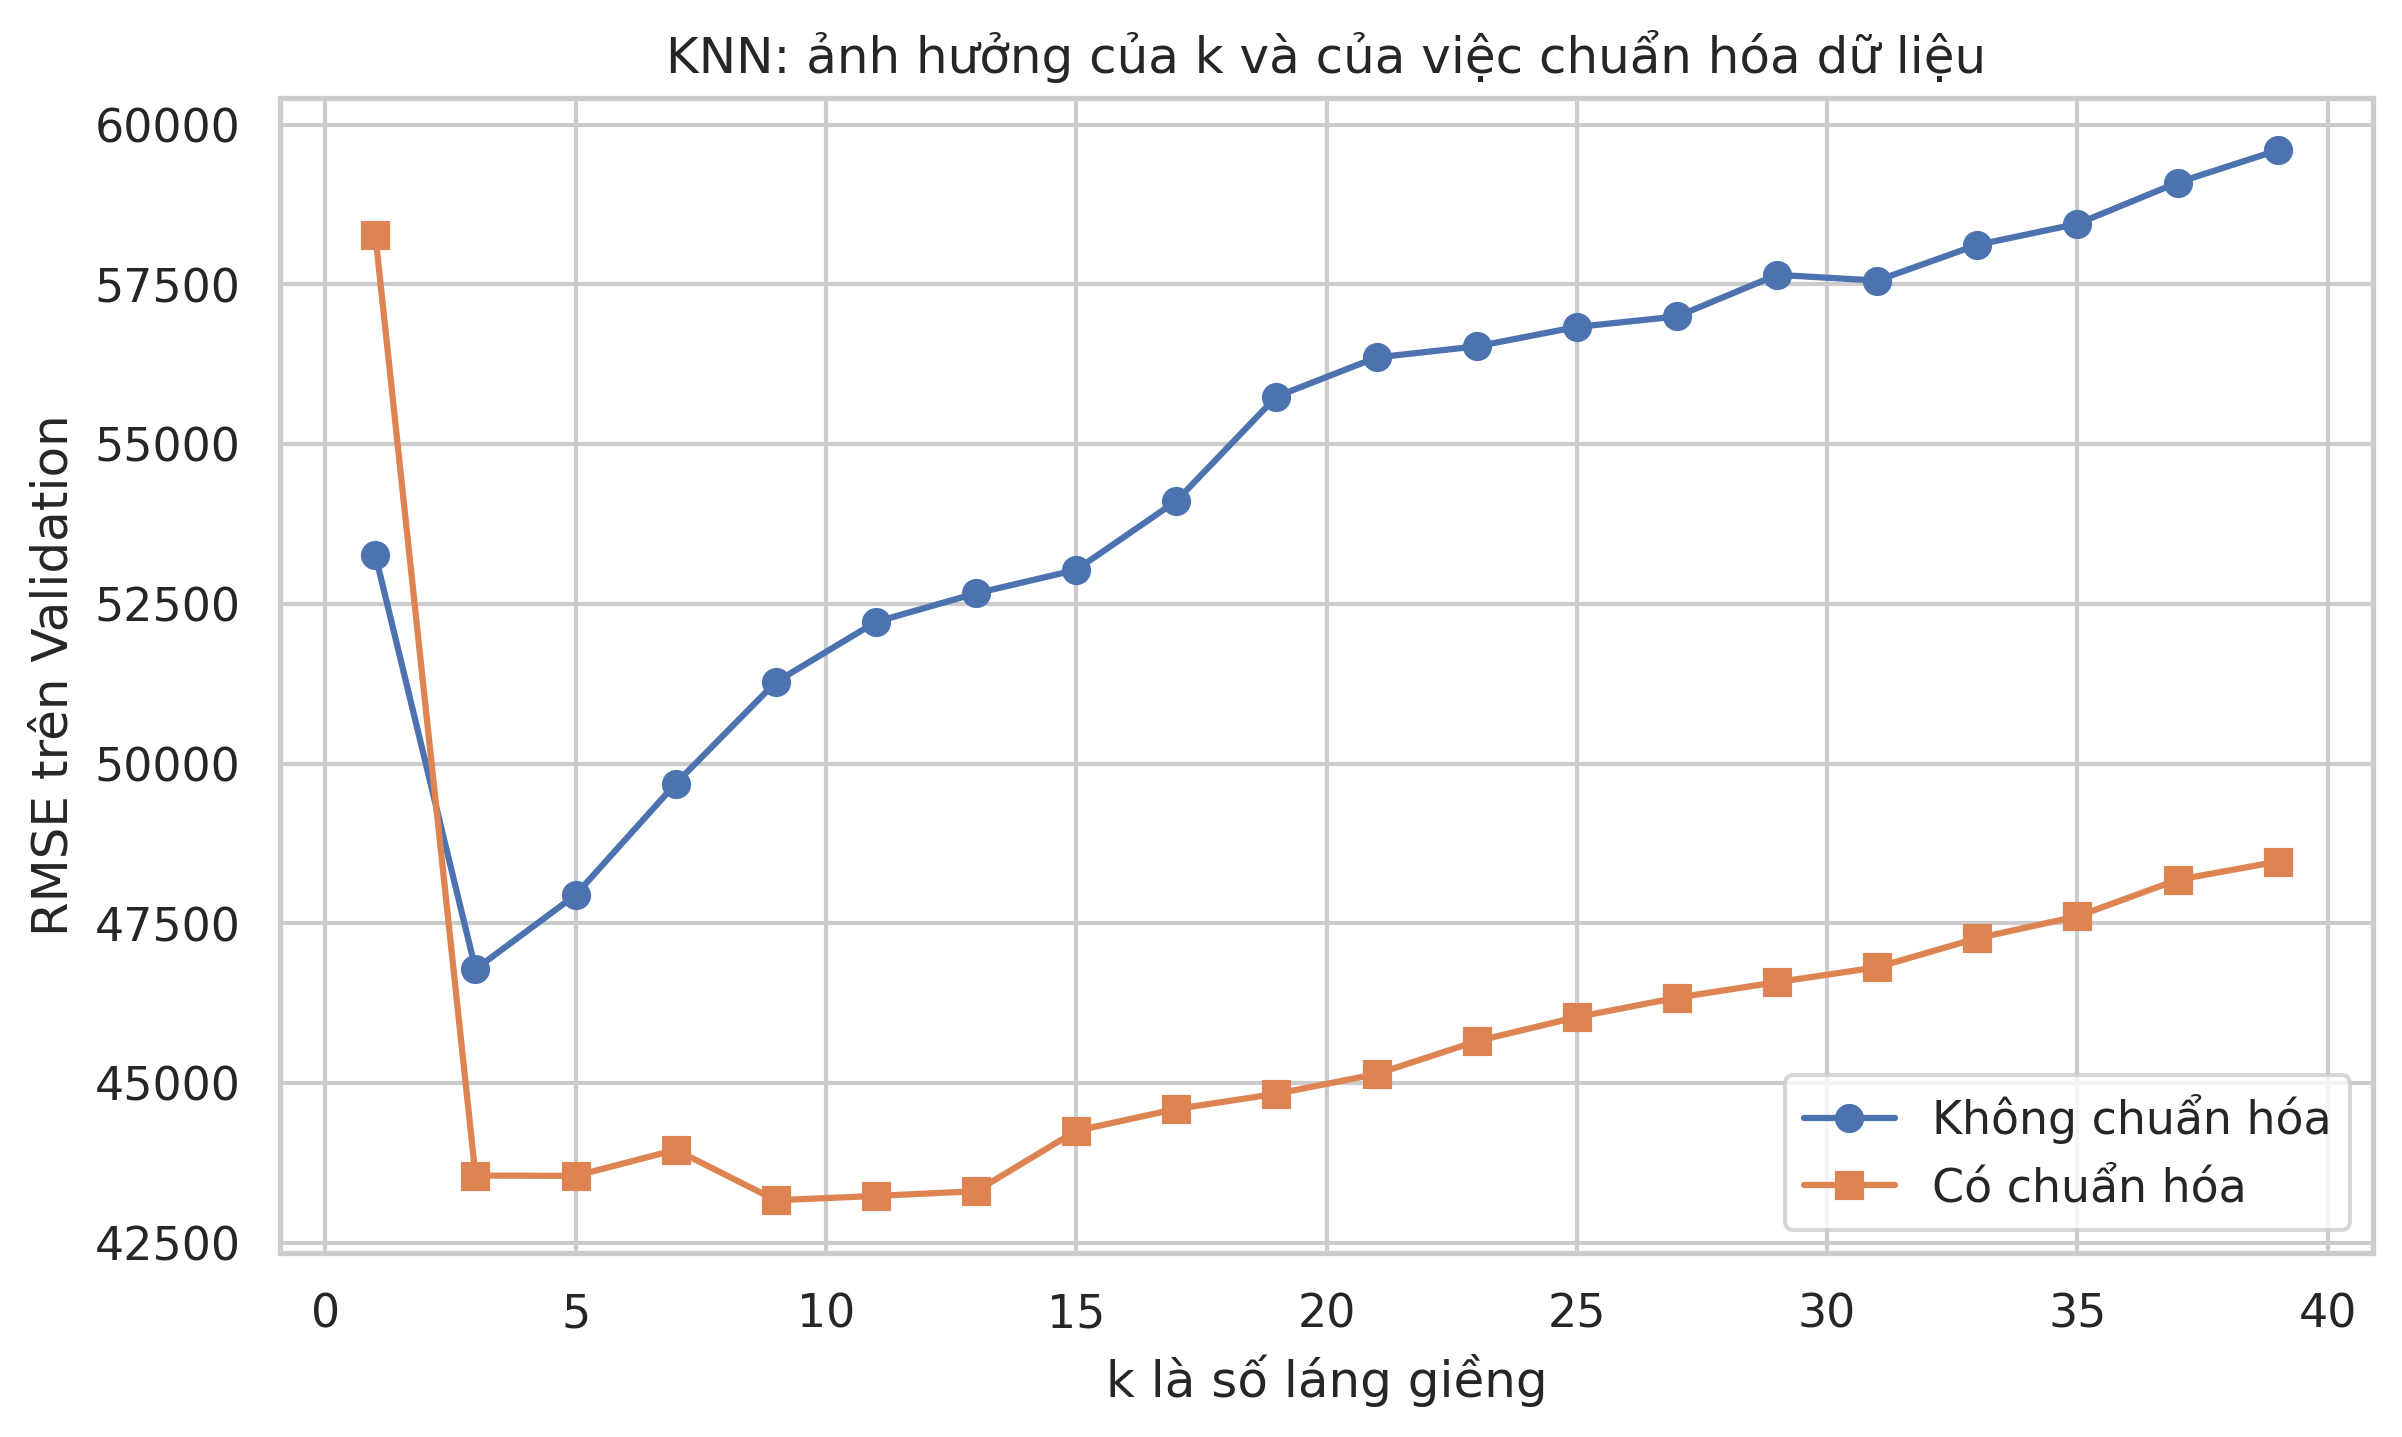 KNN: ảnh hưởng của k và của việc chuẩn hóa dữ liệu
RMSE trên Validation
60000
57500
55000
52500
50000
47500
45000
42500
0 5 10 15 20 25 30 35 40
k là số láng giềng
Không chuẩn hóa
Có chuẩn hóa